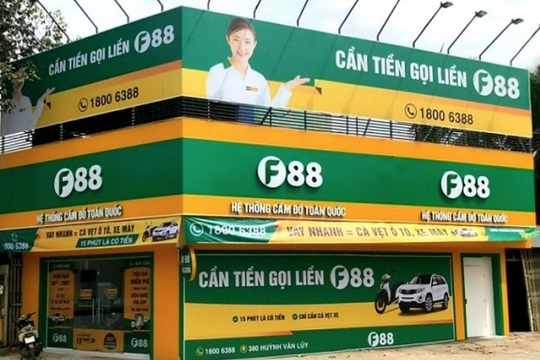 CẦN TIỀN GỌI LIỀN F88
1800 6388
CẦN TIỀN GỌI LIỀN F88
1800 6388
F88
HỆ THỐNG CẦM ĐỒ TOÀN QUỐC
F88
HỆ THỐNG CẦM ĐỒ TOÀN QUỐC
F88
HỆ THỐNG CẦM ĐỒ TOÀN QUỐC
1800 6388
VAY NHANH = CÀ VẸT Ô TÔ, XE MÁY
15 PHÚT LÀ CÓ TIỀN
1800 6388
VAY NHANH = CÀ VẸT Ô TÔ, XE MÁY
CẦN TIỀN GỌI LIỀN F88
15 PHÚT LÀ CÓ TIỀN
CHỈ CẦN CÀ VẸT XE
1800 6388
380 HUỲNH VĂN LŨY
F88
F88
F88